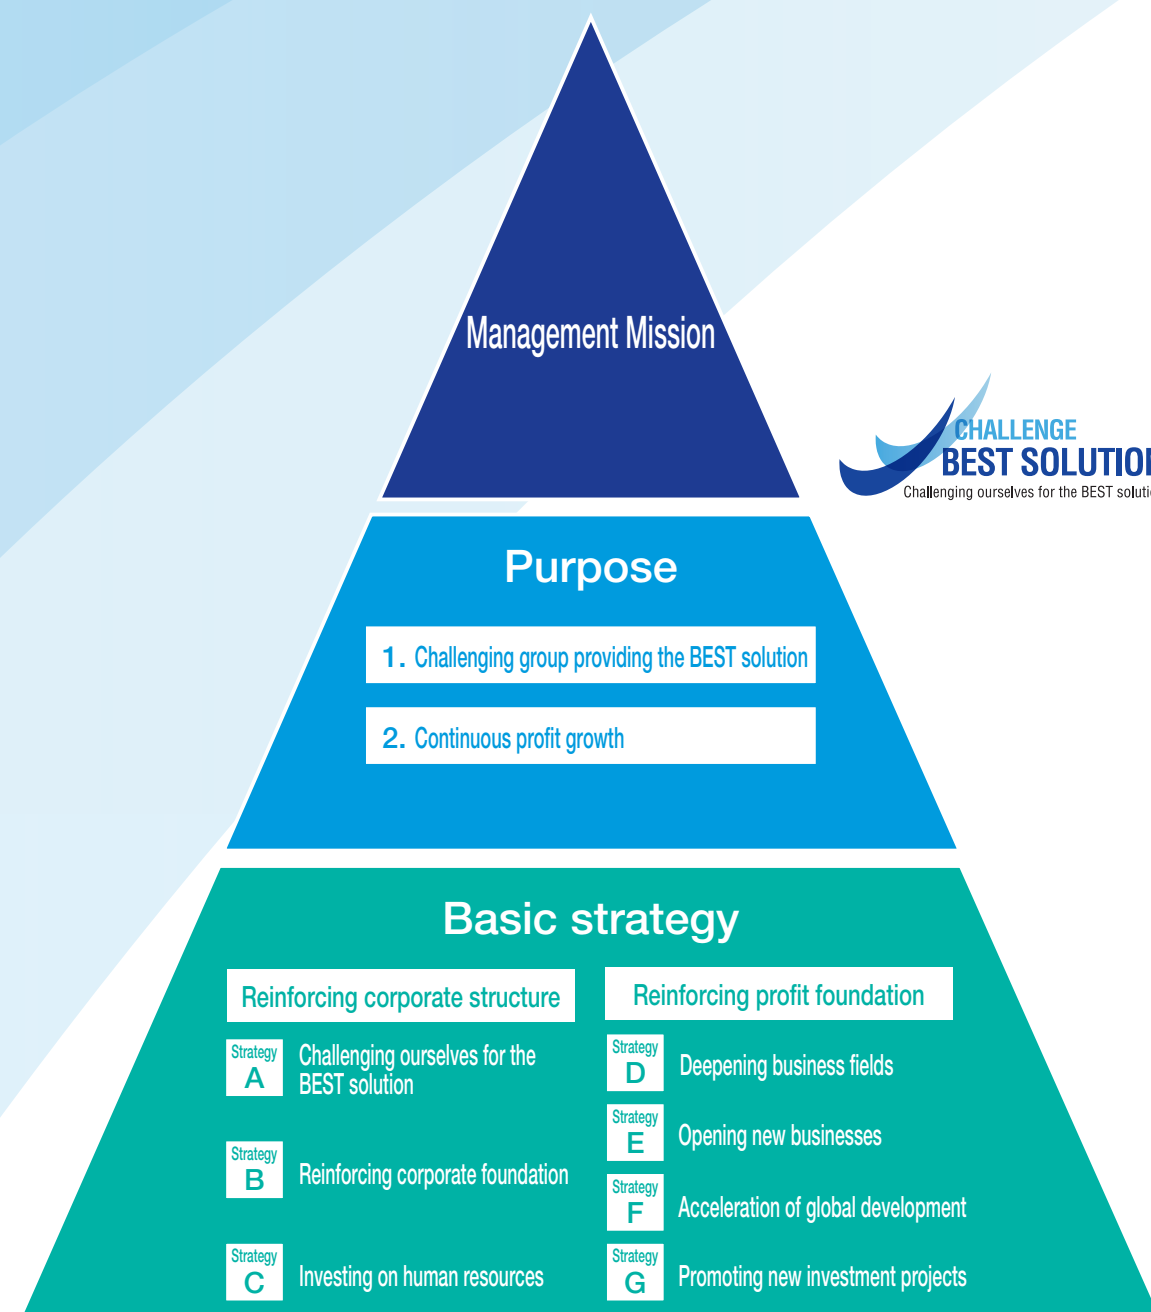 Management Mission
CHALLENGE
BEST SOLUTION
Challenging ourselves for the BEST soluti
Purpose
1. Challenging group providing the BEST solution
2. Continuous profit growth
Basic strategy
Reinforcing corporate structure
Strategy
A
Challenging ourselves for the
BEST solution
Strategy
B
Reinforcing corporate foundation
Strategy
C
Investing on human resources
Reinforcing profit foundation
Strategy
D
Deepening business fields
Strategy
E
Opening new businesses
Strategy
F
Acceleration of global development
Strategy
G
Promoting new investment projects